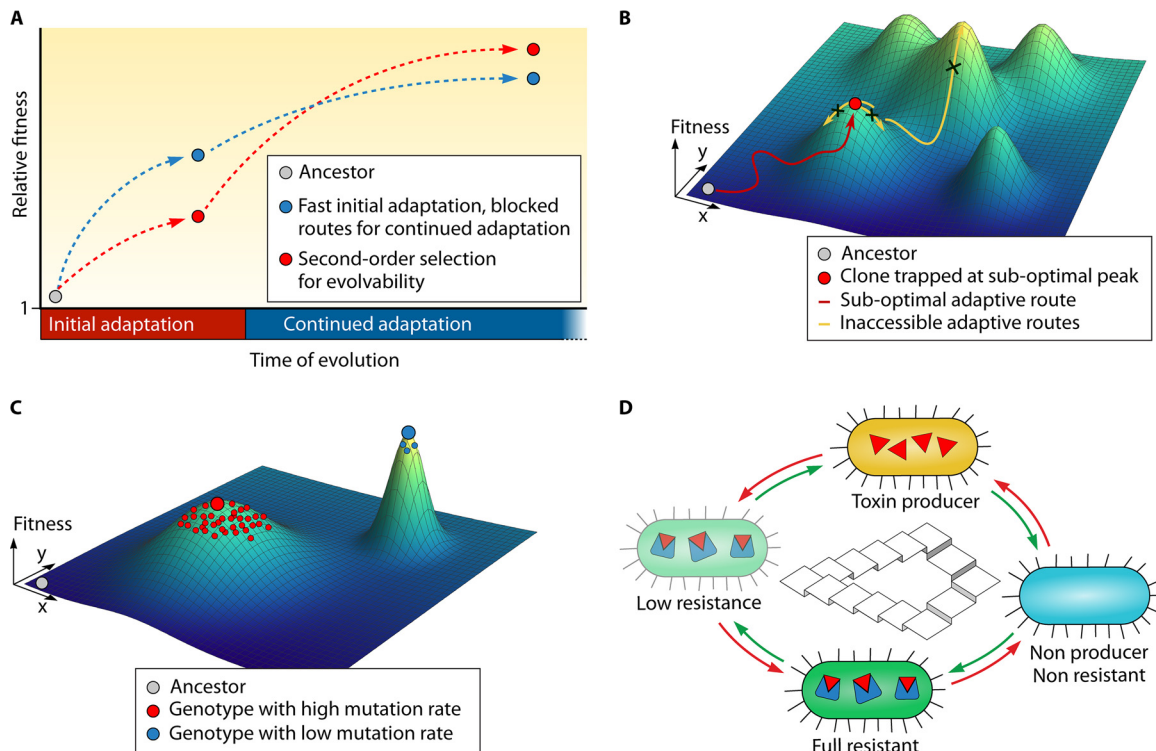 A
Relative fitness
1
Ancestor
Fast initial adaptation, blocked
routes for continued adaptation
Second-order selection
for evolvability
Initial adaptation
Continued adaptation
Time of evolution
B
Fitness
y
x
Ancestor
Clone trapped at sub-optimal peak
Sub-optimal adaptive route
Inaccessible adaptive routes
C
Fitness
y
x
Ancestor
Genotype with high mutation rate
Genotype with low mutation rate
D
Toxin producer
Low resistance
Non producer
Non resistant
Full resistant